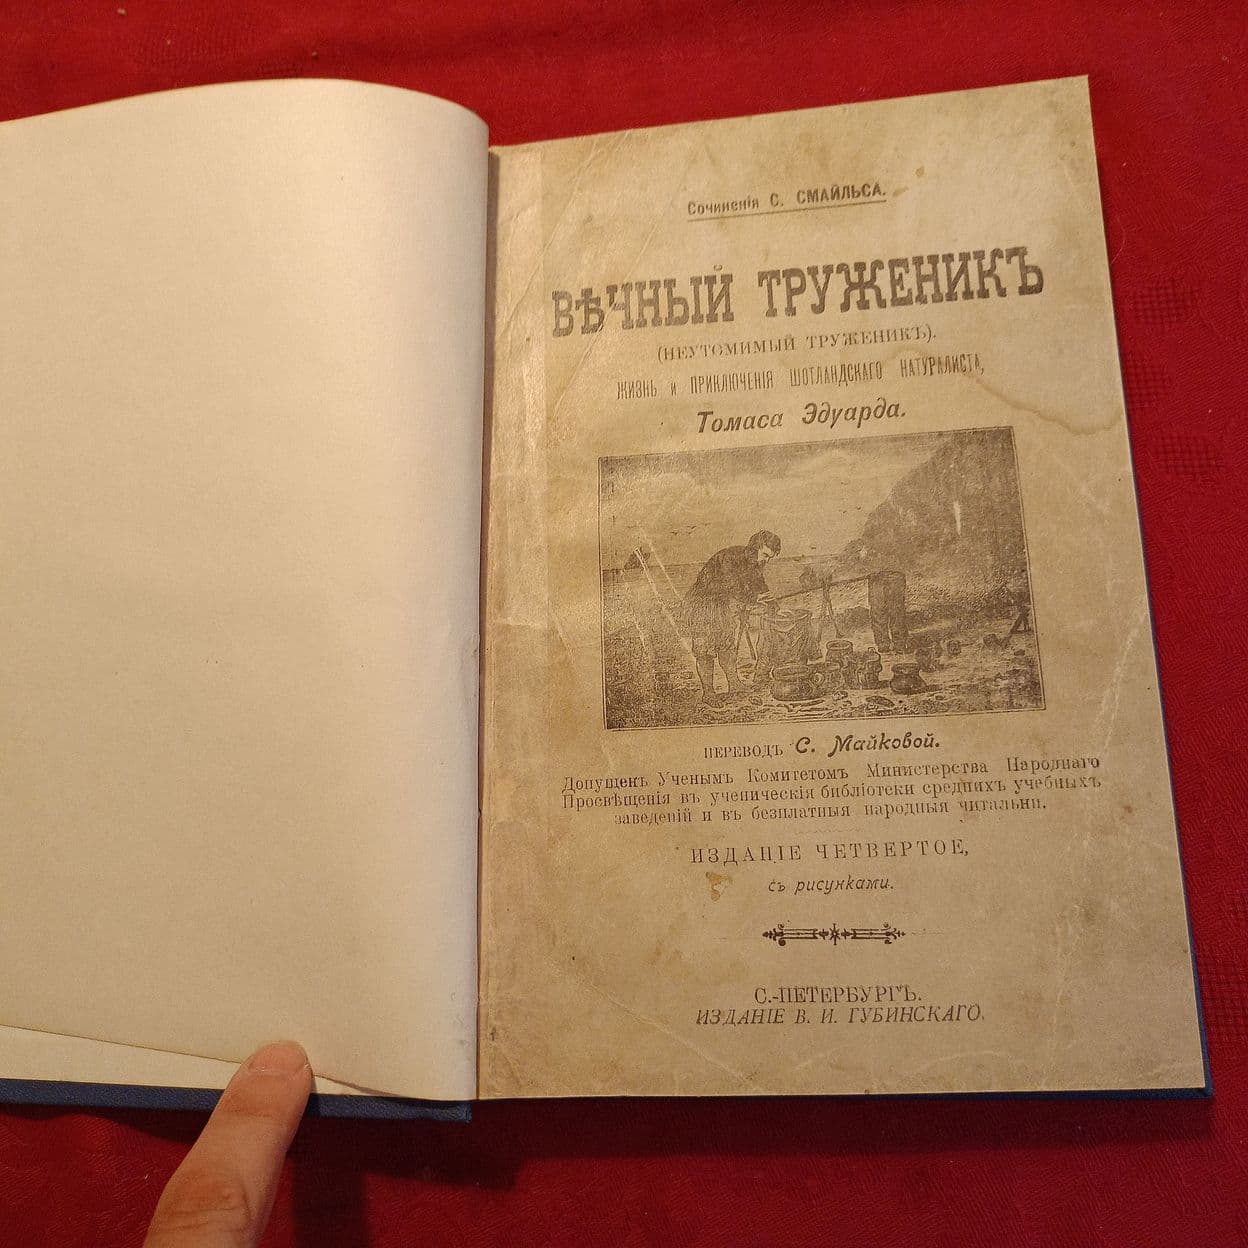 Сочиненія С. СМАЙЛЬСА.
ВѢЧНЫЙ ТРУЖЕНИКЪ
(НЕУТОМИМЫЙ ТРУЖЕНИКЪ).
ЖИЗНЬ и ПРИКЛЮЧЕНІЯ ШОТЛАНДСКАГО НАТУРАЛИСТА,
Томаса Эдуарда.
ПЕРЕВОДЪ С. Майковой.
Допущенъ Ученымъ Комитетомъ Министерства Народнаго
Просвѣщенія въ ученическія библіотеки среднихъ учебныхъ
заведеній и въ безплатныя народныя читальни.
ИЗДАНІЕ ЧЕТВЕРТОЕ,
съ рисунками.
С.-ПЕТЕРБУРГЪ.
ИЗДАНІЕ В. И. ГУБИНСКАГО.